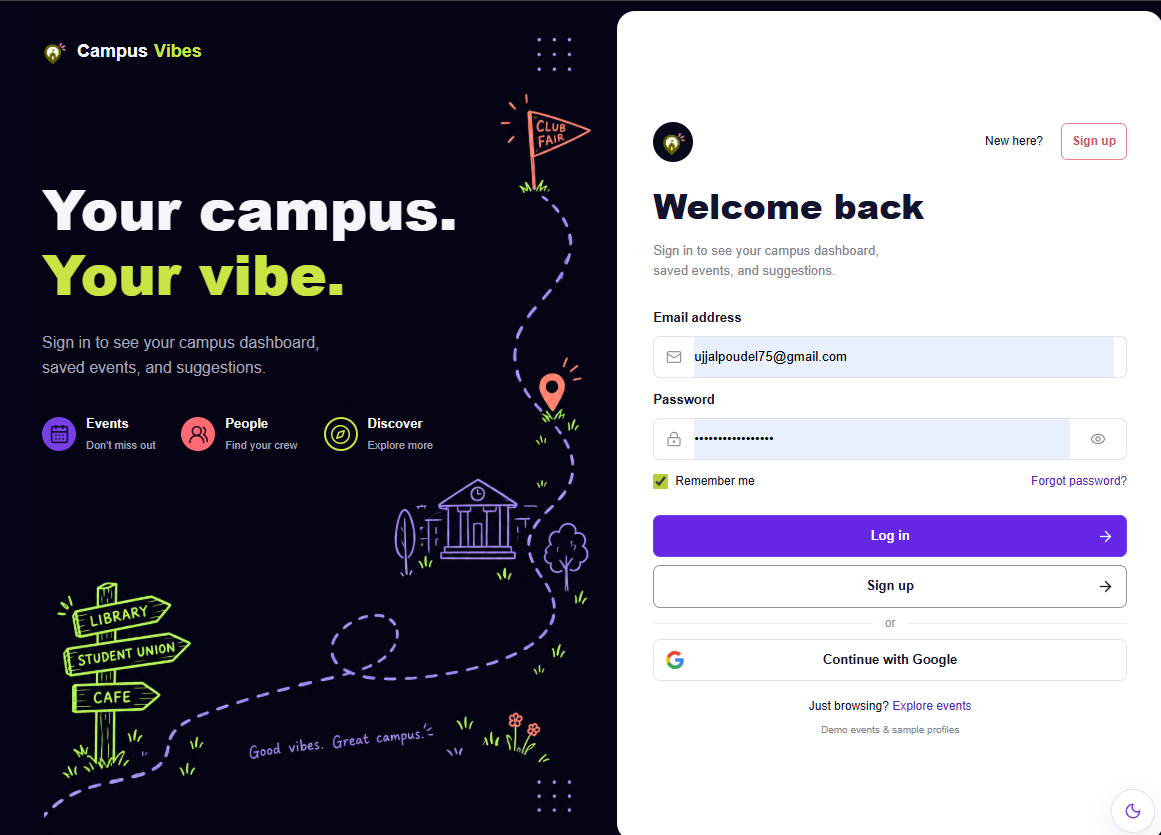 Campus Vibes
CLUB
FAIR
Your campus.
Your vibe.
Sign in to see your campus dashboard,
saved events, and suggestions.
Events
Don't miss out
People
Find your crew
Discover
Explore more
LIBRARY
STUDENT UNION
CAFE
Good vibes. Great campus.
New here?
Sign up
Welcome back
Sign in to see your campus dashboard,
saved events, and suggestions.
Email address
ujjalpoudel75@gmail.com
Password
•••••••••••••••••
Remember me
Forgot password?
Log in
Sign up
or
Continue with Google
Just browsing? Explore events
Demo events & sample profiles